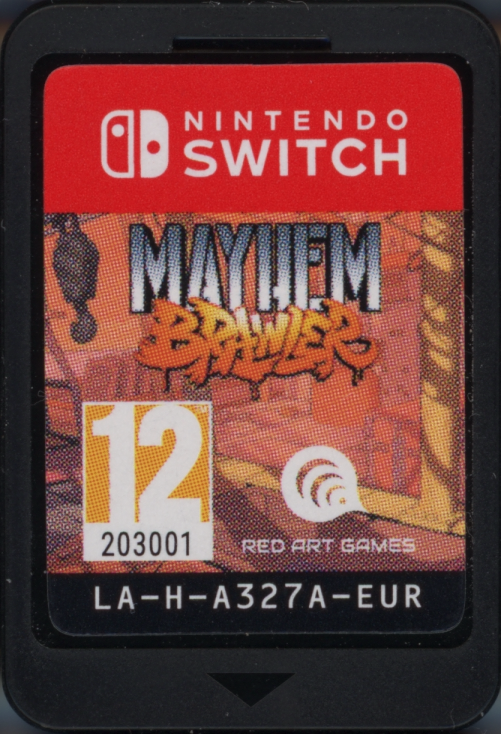 NINTENDO
SWITCH
MAYHEM
BRAWLER
12
203001
RED ART GAMES
LA-H-A327A-EUR